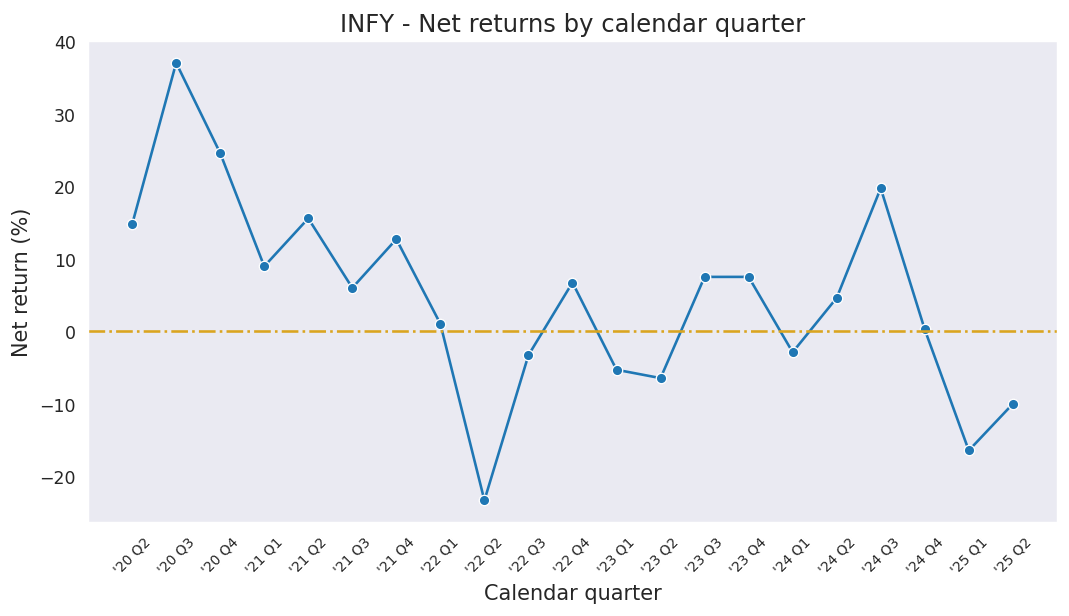 INFY - Net returns by calendar quarter
Net return (%)
40
30
20
10
0
−10
−20
'20 Q2
'20 Q3
'20 Q4
'21 Q1
'21 Q2
'21 Q3
'21 Q4
'22 Q1
'22 Q2
'22 Q3
'22 Q4
'23 Q1
'23 Q2
'23 Q3
'23 Q4
'24 Q1
'24 Q2
'24 Q3
'24 Q4
'25 Q1
'25 Q2
Calendar quarter